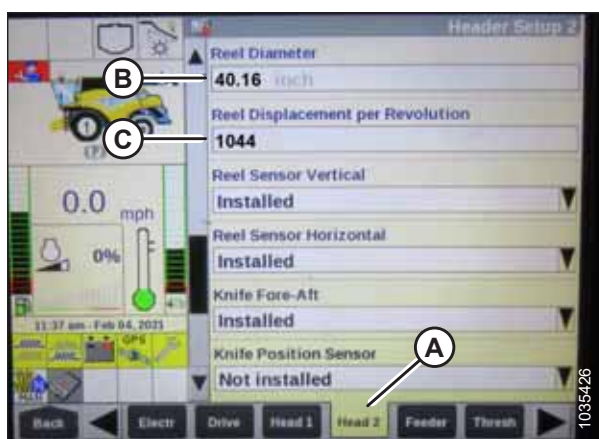 Header Setup 2
Reel Diameter
B
40.16 inch
Reel Displacement per Revolution
C
1044
Reel Sensor Vertical
Installed
Reel Sensor Horizontal
Installed
Knife Fore-Aft
Installed
Knife Position Sensor
A
Not installed
0.0 mph
0%
11:37 am - Feb 04, 2021
GPS
AUTO
Back
Electr
Drive
Head 1
Head 2
Feeder
Thresh
1035426